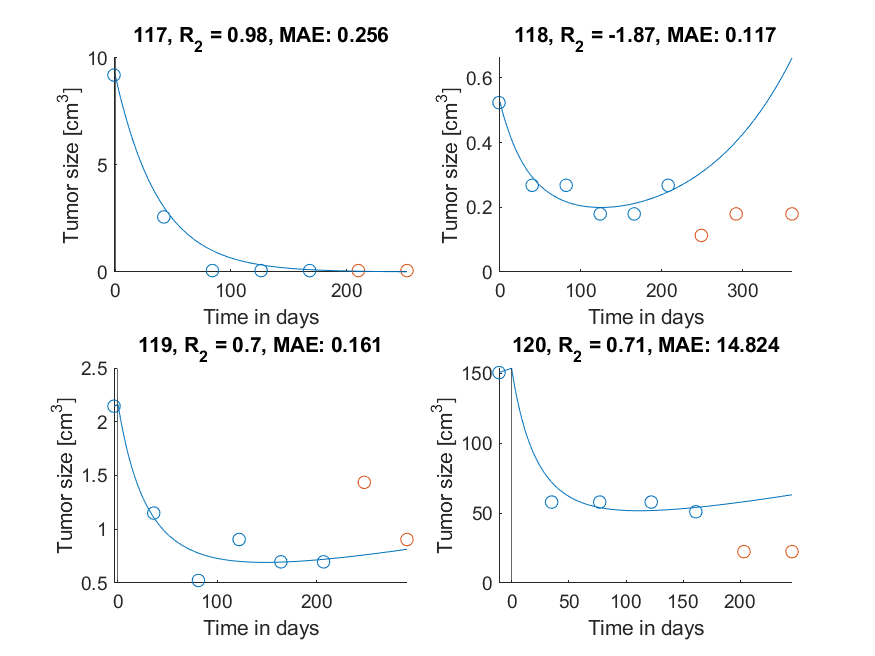 117, R2 = 0.98, MAE: 0.256
10
5
0
Tumor size [cm3]
0 100 200
Time in days
118, R2 = -1.87, MAE: 0.117
0.6
0.4
0.2
0
Tumor size [cm3]
0 100 200 300
Time in days
119, R2 = 0.7, MAE: 0.161
2.5
2
1.5
1
0.5
Tumor size [cm3]
0 100 200
Time in days
120, R2 = 0.71, MAE: 14.824
150
100
50
0
Tumor size [cm3]
0 50 100 150 200
Time in days